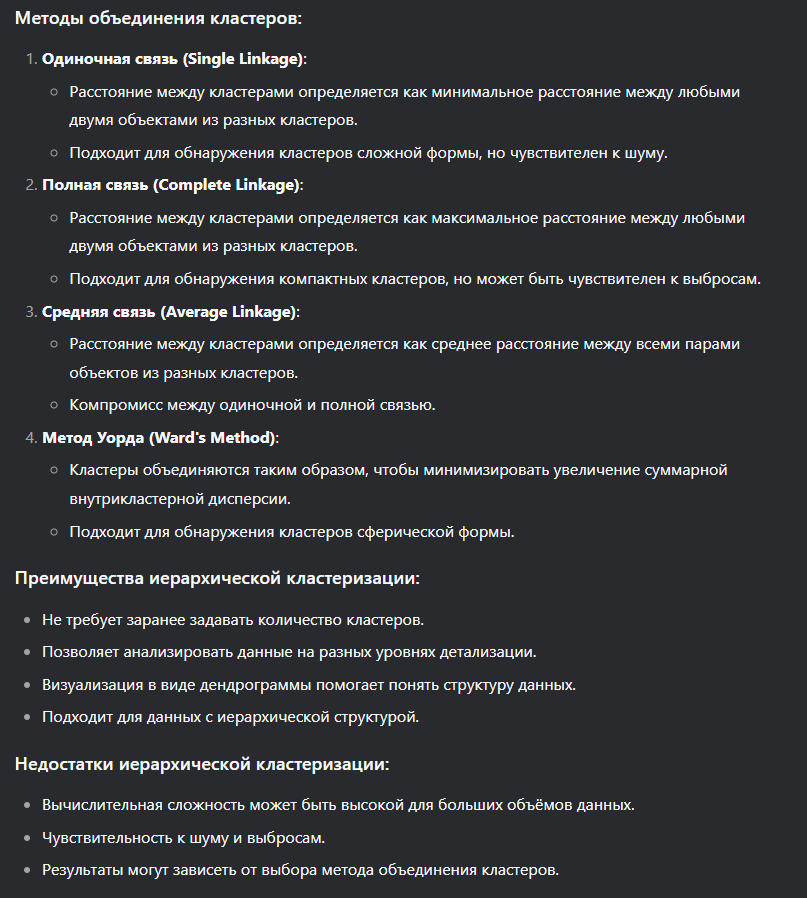 Методы объединения кластеров:
1. Одиночная связь (Single Linkage):
Расстояние между кластерами определяется как минимальное расстояние между любыми
двумя объектами из разных кластеров.
Подходит для обнаружения кластеров сложной формы, но чувствителен к шуму.
2. Полная связь (Complete Linkage):
Расстояние между кластерами определяется как максимальное расстояние между любыми
двумя объектами из разных кластеров.
Подходит для обнаружения компактных кластеров, но может быть чувствителен к выбросам.
3. Средняя связь (Average Linkage):
Расстояние между кластерами определяется как среднее расстояние между всеми парами
объектов из разных кластеров.
Компромисс между одиночной и полной связью.
4. Метод Уорда (Ward's Method):
Кластеры объединяются таким образом, чтобы минимизировать увеличение суммарной
внутрикластерной дисперсии.
Подходит для обнаружения кластеров сферической формы.
Преимущества иерархической кластеризации:
Не требует заранее задавать количество кластеров.
Позволяет анализировать данные на разных уровнях детализации.
Визуализация в виде дендрограммы помогает понять структуру данных.
Подходит для данных с иерархической структурой.
Недостатки иерархической кластеризации:
Вычислительная сложность может быть высокой для больших объёмов данных.
Чувствительность к шуму и выбросам.
Результаты могут зависеть от выбора метода объединения кластеров.